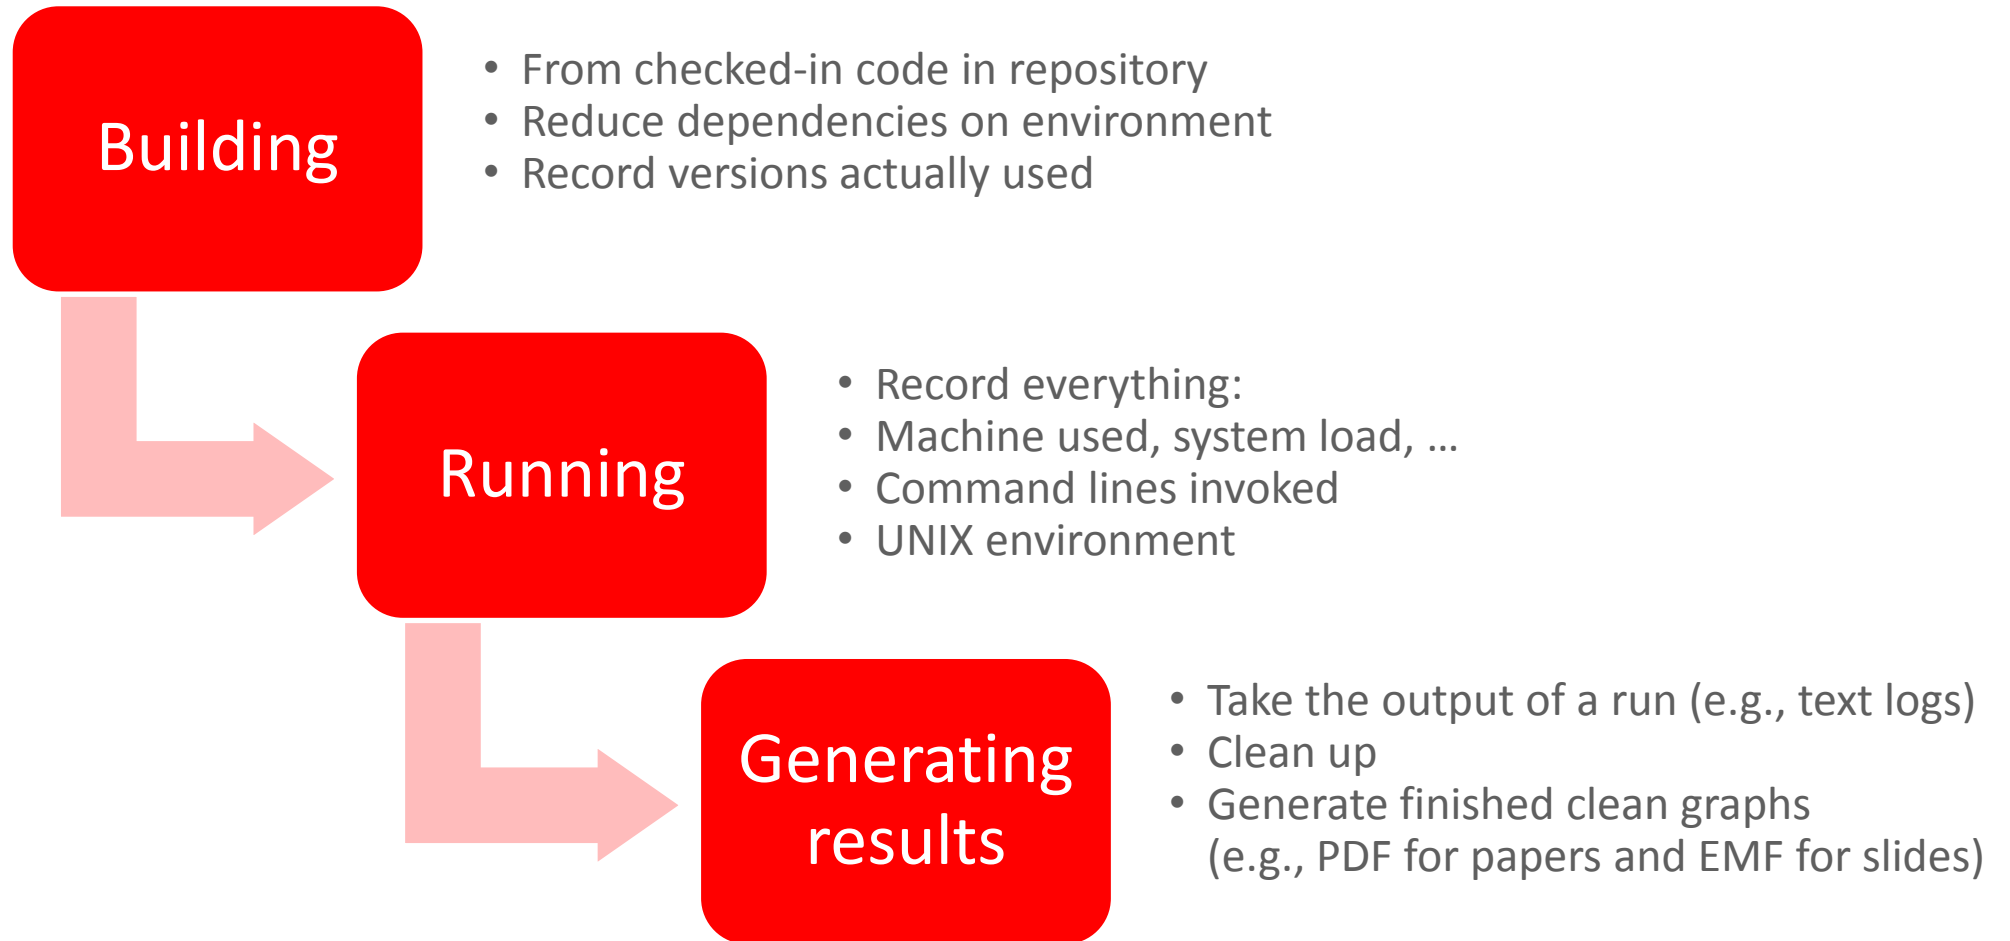 Building
• From checked-in code in repository
• Reduce dependencies on environment
• Record versions actually used
Running
• Record everything:
• Machine used, system load, …
• Command lines invoked
• UNIX environment
Generating
results
• Take the output of a run (e.g., text logs)
• Clean up
• Generate finished clean graphs
(e.g., PDF for papers and EMF for slides)